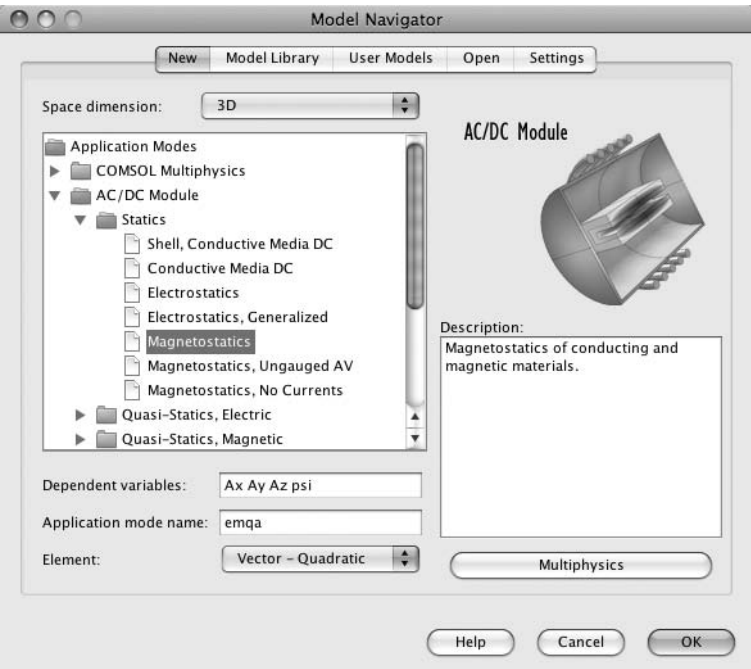 Model Navigator
New Model Library User Models Open Settings
Space dimension: 3D
Application Modes
COMSOL Multiphysics
AC/DC Module
Statics
Shell, Conductive Media DC
Conductive Media DC
Electrostatics
Electrostatics, Generalized
Magnetostatics
Magnetostatics, Ungauged AV
Magnetostatics, No Currents
Quasi-Statics, Electric
Quasi-Statics, Magnetic
Dependent variables: Ax Ay Az psi
Application mode name: emqa
Element: Vector - Quadratic
AC/DC Module
Description:
Magnetostatics of conducting and
magnetic materials.
Multiphysics
Help Cancel OK